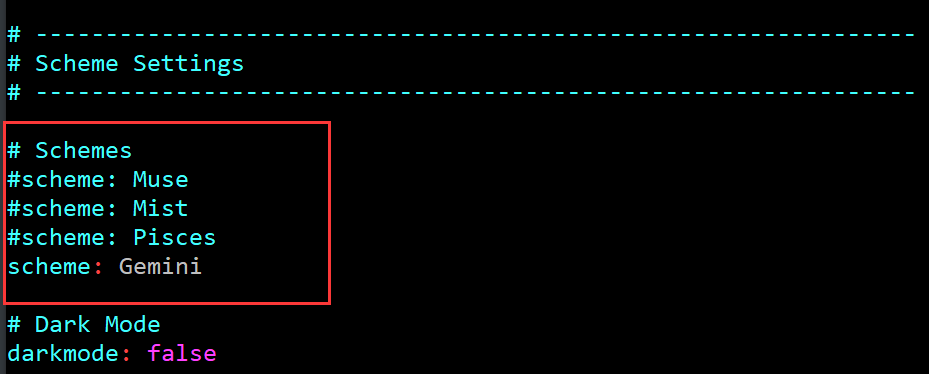 # ---------------------------------------------------------------
# Scheme Settings
# ---------------------------------------------------------------
# Schemes
#scheme: Muse
#scheme: Mist
#scheme: Pisces
scheme: Gemini
# Dark Mode
darkmode: false